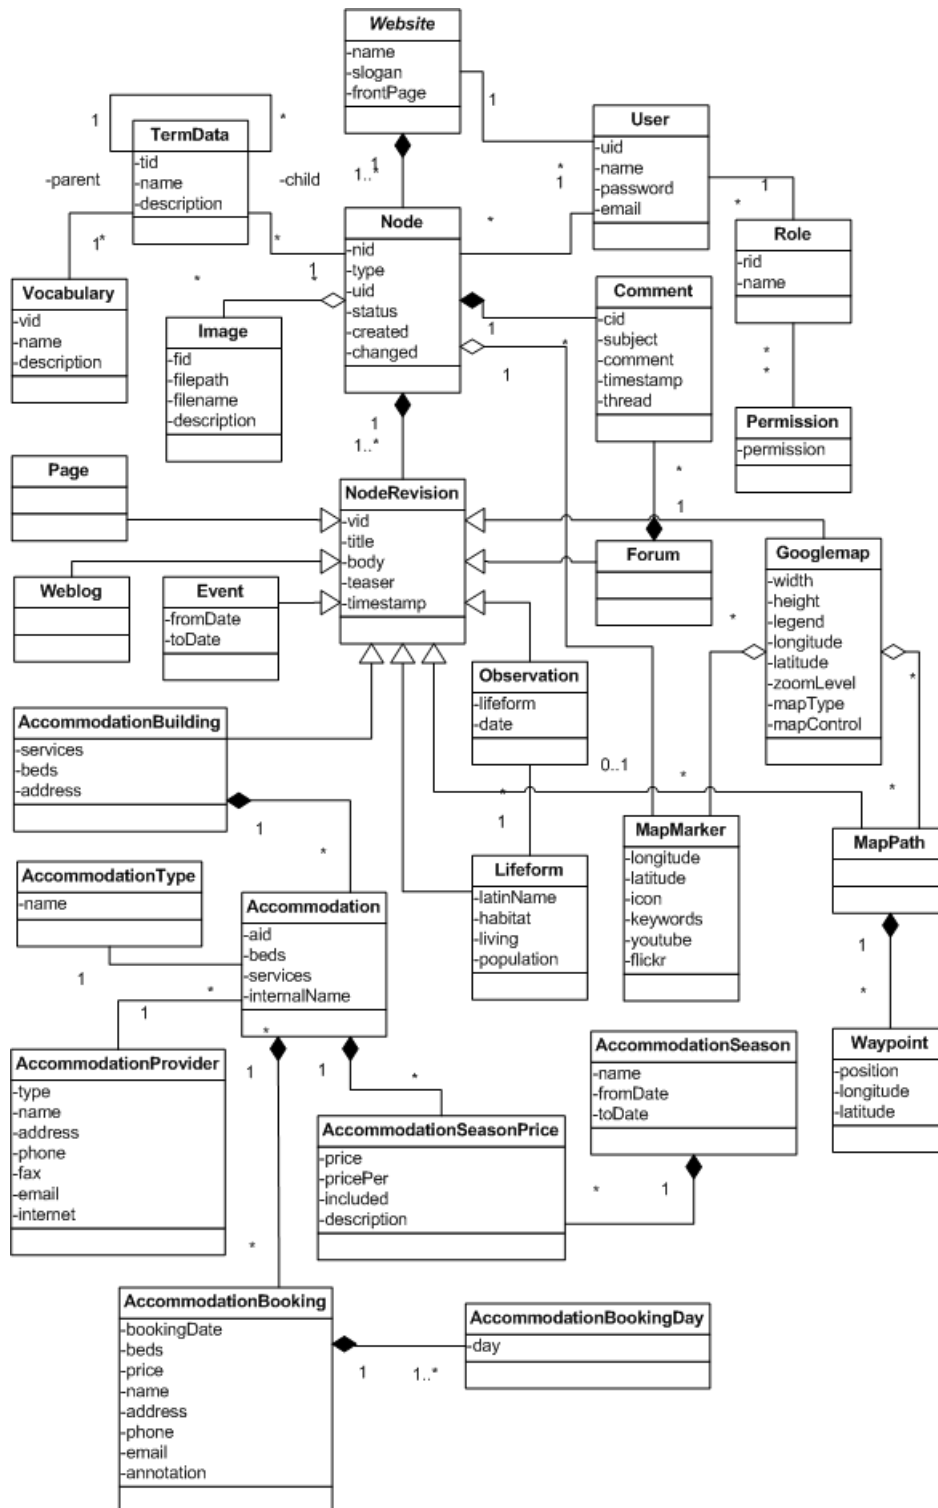 Website
-name
-slogan
-frontPage
1
1
*
TermData
-tid
-name
-description
-parent
-child
User
-uid
-name
-password
-email
1
1..*
*
1
1
*
Node
-nid
-type
-uid
-status
-created
-changed
*
1
*
*
Role
-rid
-name
Vocabulary
-vid
-name
-description
*
1
*
Image
-fid
-filepath
-filename
-description
Comment
-cid
-subject
-comment
-timestamp
-thread
1
*
1
*
*
Permission
-permission
1
1..*
Page
NodeRevision
-vid
-title
-body
-teaser
-timestamp
*
1
Forum
Googlemap
-width
-height
-legend
-longitude
-latitude
-zoomLevel
-mapType
-mapControl
Weblog
Event
-fromDate
-toDate
*
*
Observation
-lifeform
-date
AccommodationBuilding
-services
-beds
-address
0..1
*
*
*
1
1
*
MapMarker
-longitude
-latitude
-icon
-keywords
-youtube
-flickr
MapPath
AccommodationType
-name
Lifeform
-latinName
-habitat
-living
-population
Accommodation
-aid
-beds
-services
-internalName
1
*
1
1
*
*
AccommodationProvider
-type
-name
-address
-phone
-fax
-email
-internet
1
1
*
AccommodationSeason
-name
-fromDate
-toDate
Waypoint
-position
-longitude
-latitude
AccommodationSeasonPrice
-price
-pricePer
-included
-description
*
1
*
AccommodationBooking
-bookingDate
-beds
-price
-name
-address
-phone
-email
-annotation
AccommodationBookingDay
-day
1
1..*